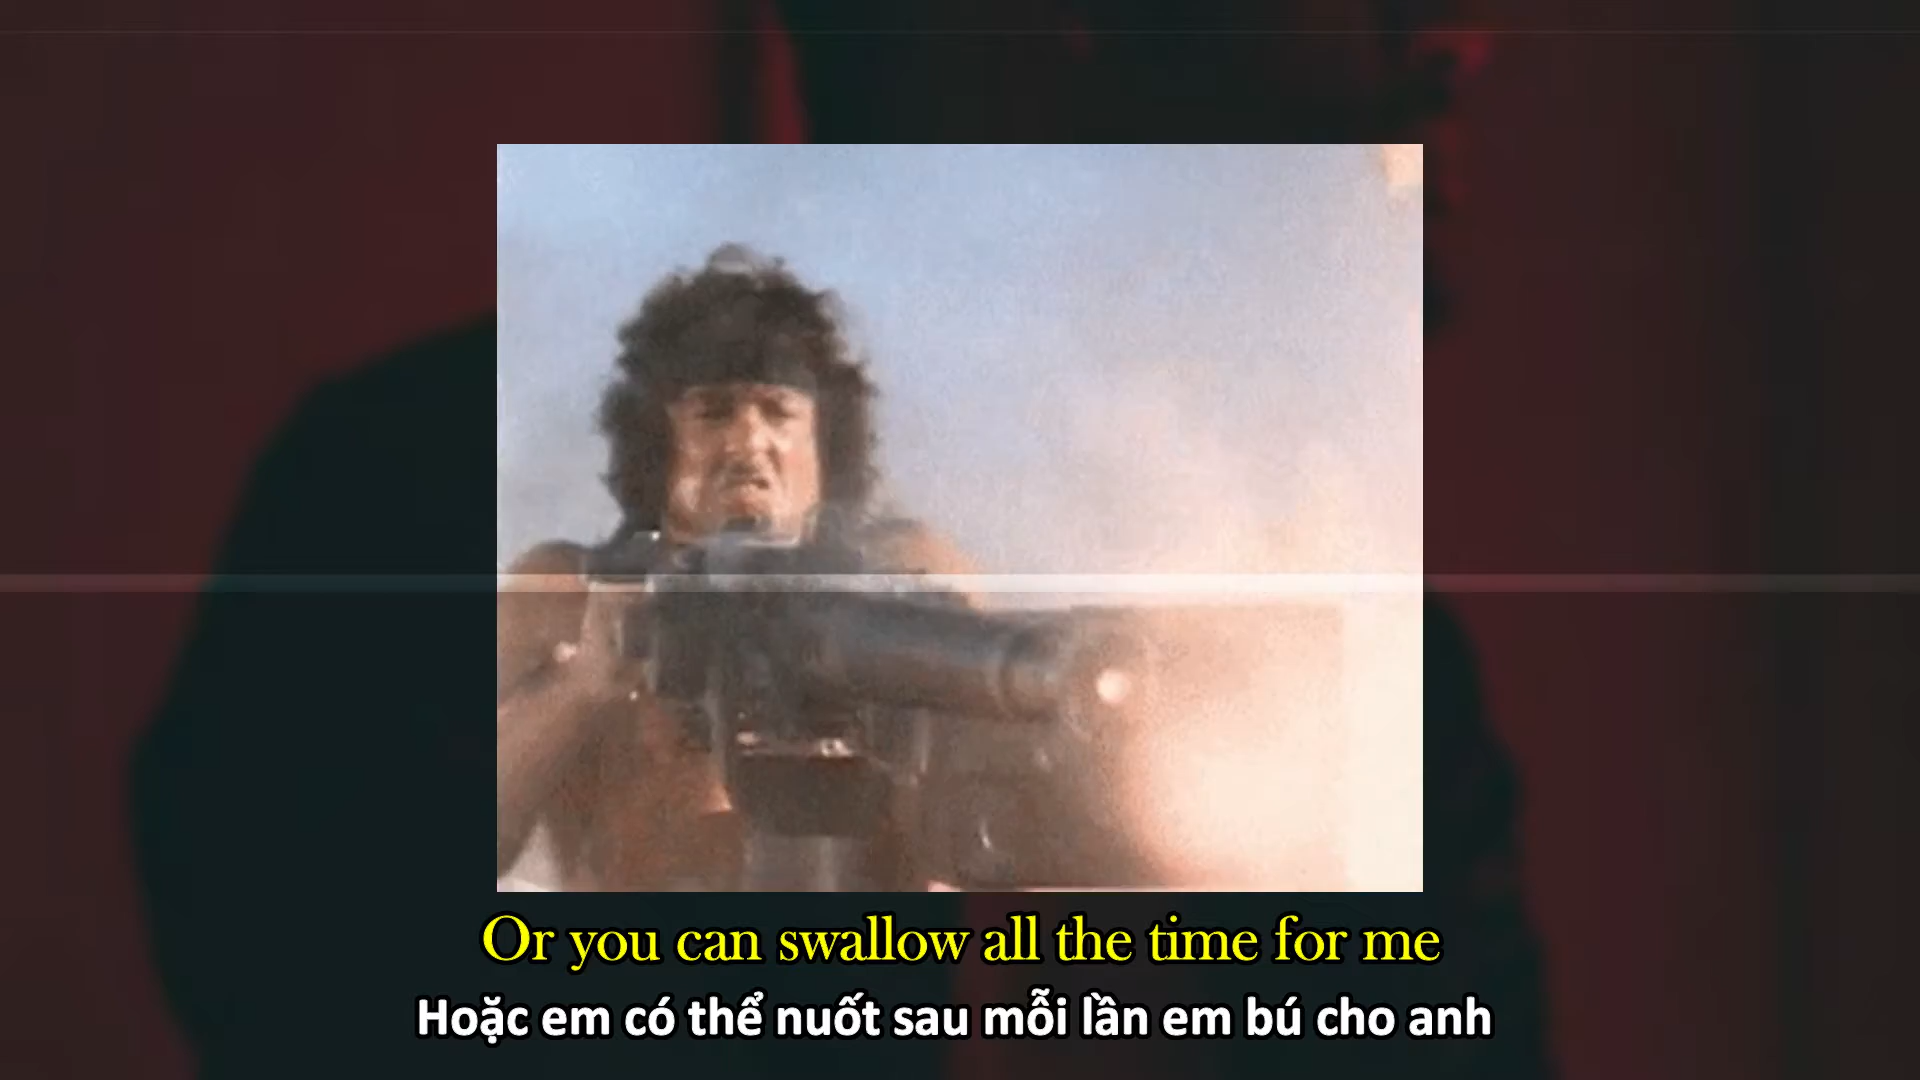 Or you can swallow all the time for me
Hoặc em có thể nuốt sau mỗi lần em bú cho anh